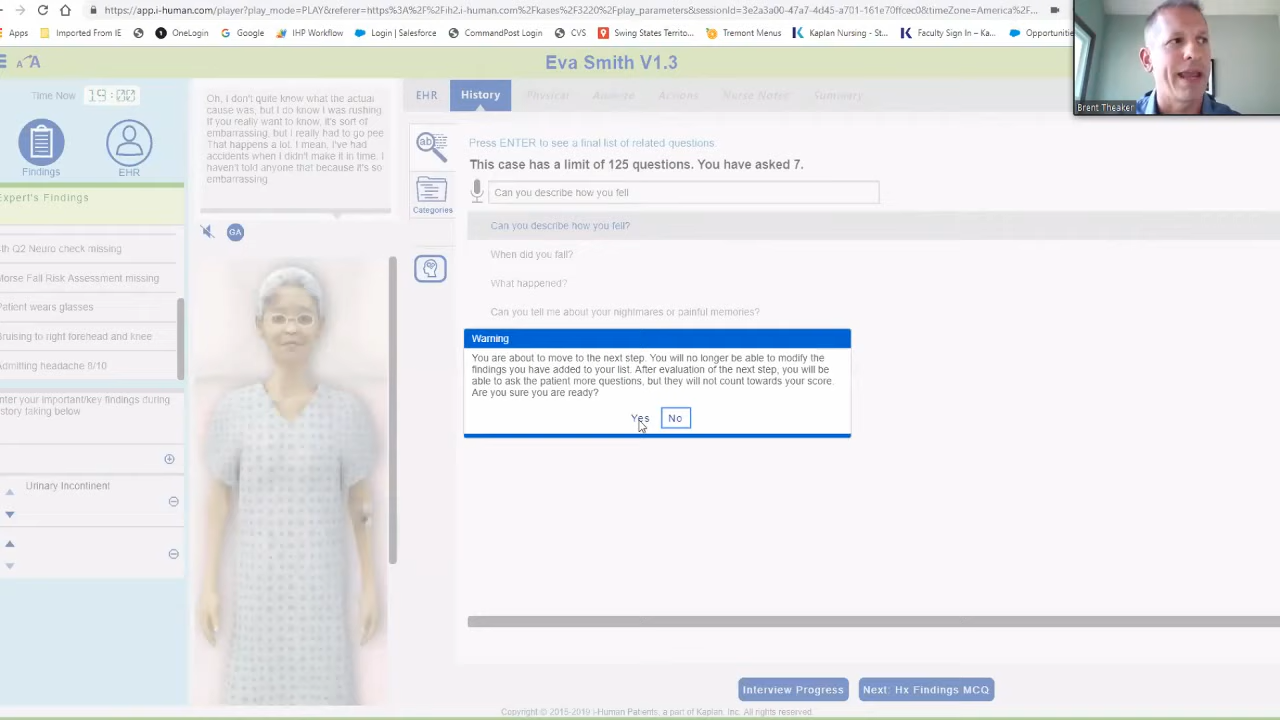 https://app.i-human.com/player?play_mode=PLAY&referer=https%3A%2F%2Fih2.i-human.com%2Fkases%2F3220%2Fplay_parameters&sessionId=3e2a3a00-47a7-4d45-a701-161e70ffcec0&timeZone=America%2F...
Apps Imported From IE OneLogin Google IHP Workflow Login | Salesforce CommandPost Login CVS Swing States Territo... Tremont Menus Kaplan Nursing - St... Faculty Sign In – Ka... Opportunities
Brent Theaker
AA
Eva Smith V1.3
Time Now 19:00
Findings
EHR
Expert's Findings
Q2 Neuro check missing
Morse Fall Risk Assessment missing
Patient wears glasses
Bruising to right forehead and knee
Admitting headache 8/10
Enter your important/key findings during
history taking below
Urinary Incontinent
Oh, I don't quite know what the actual
cause was, but I do know I was rushing.
If you really want to know, it's sort of
embarrassing, but I really had to go pee.
That happens a lot. I mean, I've had
accidents when I didn't make it in time. I
haven't told anyone that because it's so
embarrassing.
GA
EHR History Physical Analyze Actions Nurse Notes Summary
ab
Categories
Press ENTER to see a final list of related questions.
This case has a limit of 125 questions. You have asked 7.
Can you describe how you fell
Can you describe how you fell?
When did you fall?
What happened?
Can you tell me about your nightmares or painful memories?
Warning
You are about to move to the next step. You will no longer be able to modify the
findings you have added to your list. After evaluation of the next step, you will be
able to ask the patient more questions, but they will not count towards your score.
Are you sure you are ready?
Yes No
Interview Progress Next: Hx Findings MCQ
Copyright © 2015-2019 i-Human Patients, a part of Kaplan, Inc. All rights reserved